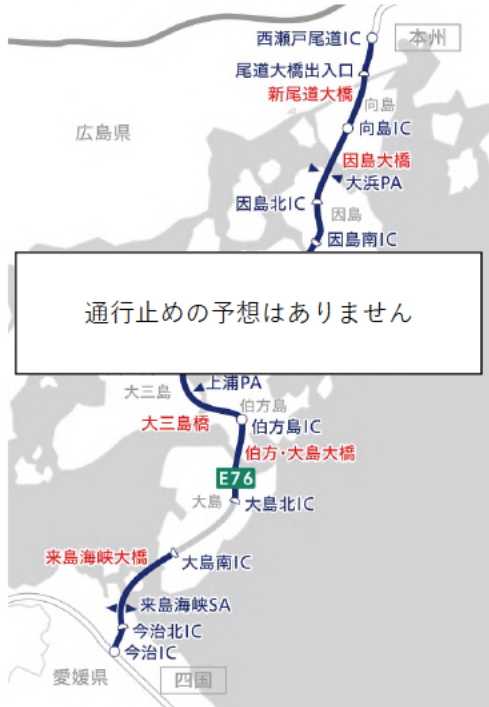 西瀬戸尾道IC
本州
尾道大橋出入口
新尾道大橋
向島
広島県
向島IC
因島大橋
大浜PA
因島北IC
因島
因島南IC
通行止めの予想はありません
上浦PA
大三島
伯方島
大三島橋
伯方島IC
伯方・大島大橋
E76
大島
大島北IC
来島海峡大橋
大島南IC
来島海峡SA
今治北IC
今治IC
愛媛県
四国